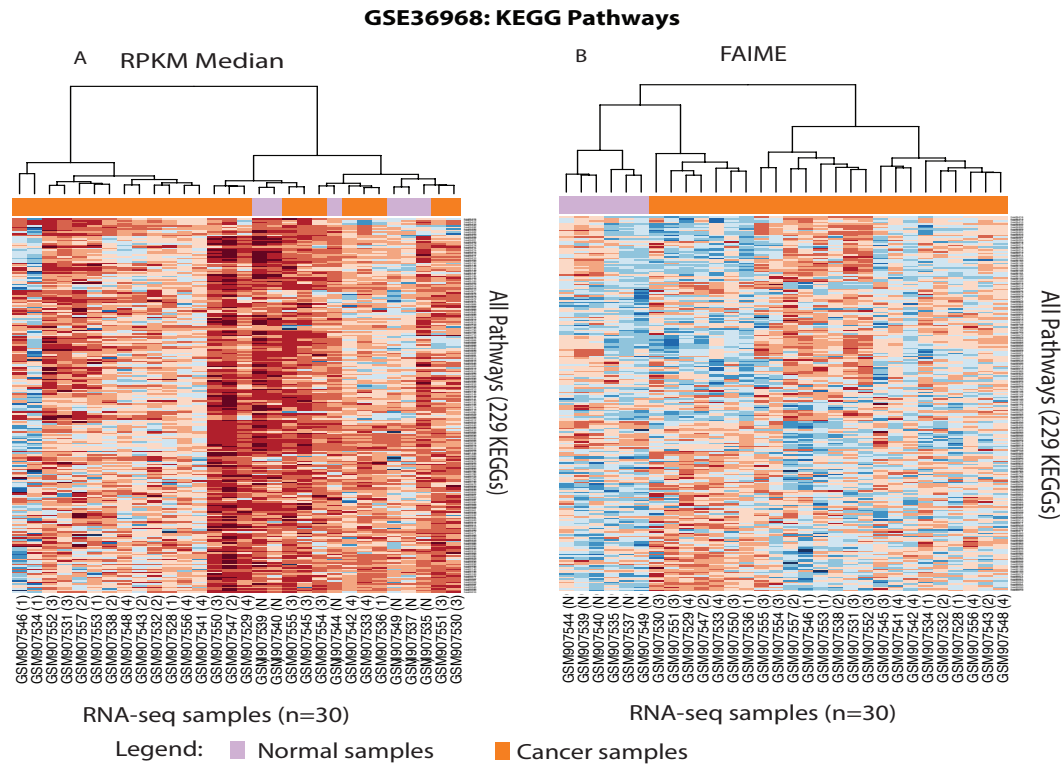 GSE36968: KEGG Pathways
A
RPKM Median
All Pathways (229 KEGGs)
GSM907546 (1)
GSM907534 (1)
GSM907552 (3)
GSM907531 (3)
GSM907557 (2)
GSM907553 (1)
GSM907538 (2)
GSM907548 (4)
GSM907543 (2)
GSM907532 (2)
GSM907528 (1)
GSM907556 (4)
GSM907541 (4)
GSM907550 (3)
GSM907547 (2)
GSM907529 (4)
GSM907539 (N
GSM907540 (N
GSM907555 (3)
GSM907545 (3)
GSM907554 (3)
GSM907544 (N
GSM907542 (4)
GSM907533 (4)
GSM907536 (1)
GSM907549 (N
GSM907537 (N
GSM907535 (N
GSM907551 (3)
GSM907530 (3)
RNA-seq samples (n=30)
B
FAIME
All Pathways (229 KEGGs)
GSM907544 (N
GSM907539 (N
GSM907540 (N
GSM907535 (N
GSM907537 (N
GSM907549 (N
GSM907530 (3)
GSM907551 (3)
GSM907529 (4)
GSM907547 (2)
GSM907533 (4)
GSM907550 (3)
GSM907536 (1)
GSM907555 (3)
GSM907554 (3)
GSM907557 (2)
GSM907546 (1)
GSM907553 (1)
GSM907538 (2)
GSM907531 (3)
GSM907552 (3)
GSM907545 (3)
GSM907541 (4)
GSM907542 (4)
GSM907534 (1)
GSM907532 (2)
GSM907528 (1)
GSM907556 (4)
GSM907543 (2)
GSM907548 (4)
RNA-seq samples (n=30)
Legend:
Normal samples
Cancer samples